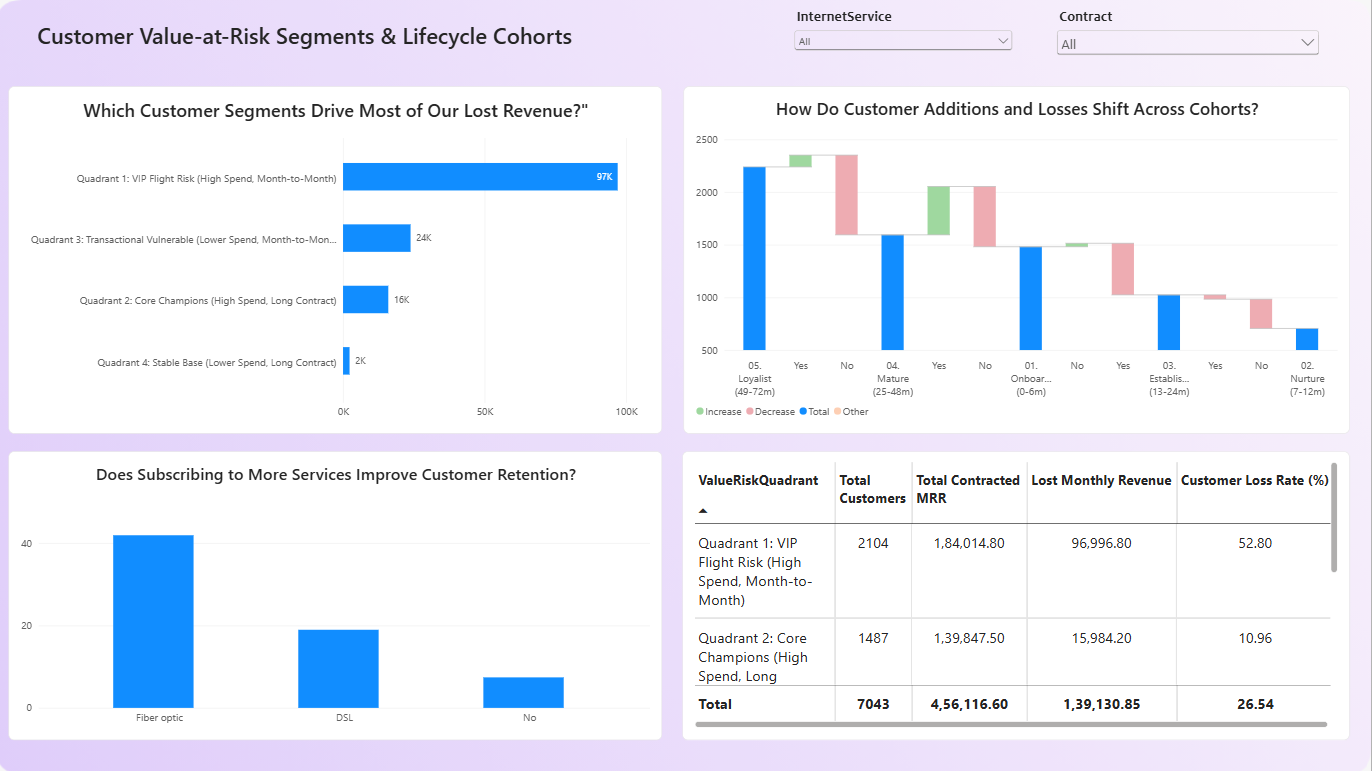 Customer Value-at-Risk Segments & Lifecycle Cohorts
InternetService
All
Contract
All
Which Customer Segments Drive Most of Our Lost Revenue?"
Quadrant 1: VIP Flight Risk (High Spend, Month-to-Month)
97K
Quadrant 3: Transactional Vulnerable (Lower Spend, Month-to-Mon...
24K
Quadrant 2: Core Champions (High Spend, Long Contract)
16K
Quadrant 4: Stable Base (Lower Spend, Long Contract)
2K
0K 50K 100K
How Do Customer Additions and Losses Shift Across Cohorts?
2500
2000
1500
1000
500
05. Yes No 04. Yes No 01. No Yes 03. Yes No 02.
Loyalist Mature Onboar... Establis... Nurture
(49-72m) (25-48m) (0-6m) (13-24m) (7-12m)
Increase Decrease Total Other
Does Subscribing to More Services Improve Customer Retention?
40
20
0
Fiber optic DSL No
ValueRiskQuadrant Total Total Contracted Lost Monthly Revenue Customer Loss Rate (%)
Customers MRR
Quadrant 1: VIP 2104 1,84,014.80 96,996.80 52.80
Flight Risk (High
Spend, Month-to-
Month)
Quadrant 2: Core 1487 1,39,847.50 15,984.20 10.96
Champions (High
Spend, Long
Total 7043 4,56,116.60 1,39,130.85 26.54